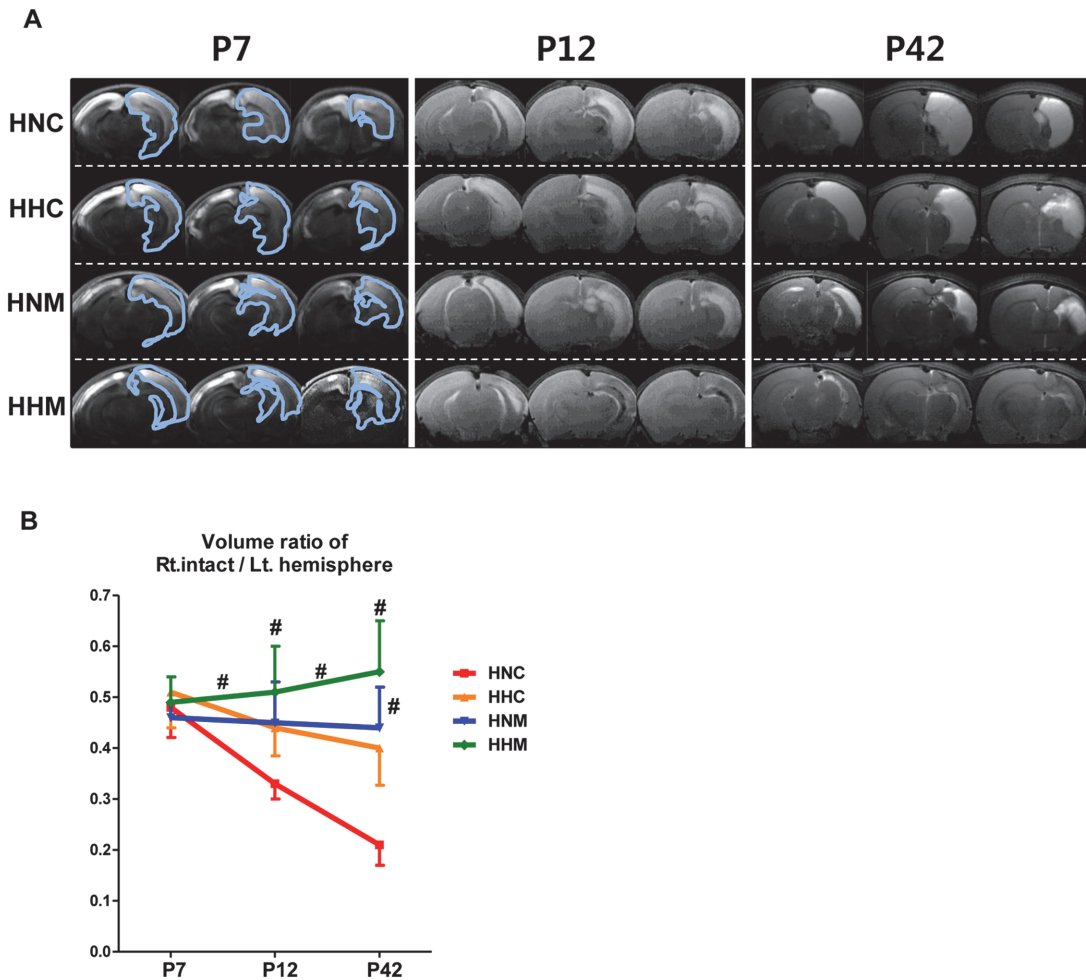 A
P7 P12 P42
HNC
HHC
HNM
HHM
B
Volume ratio of
Rt.intact / Lt. hemisphere
0.7
0.6
0.5
0.4
0.3
0.2
0.1
0.0
# # # # #
P7 P12 P42
HNC
HHC
HNM
HHM